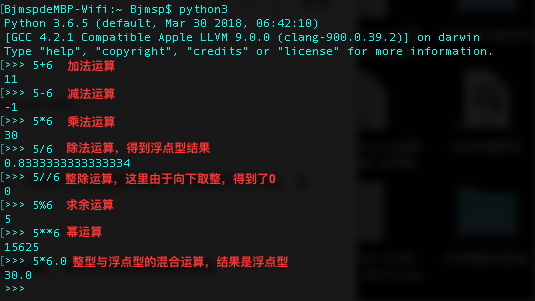 [BjmspdeMBP-Wifi:~ Bjmsp$ python3
Python 3.6.5 (default, Mar 30 2018, 06:42:10)
[GCC 4.2.1 Compatible Apple LLVM 9.0.0 (clang-900.0.39.2)] on darwin
Type "help", "copyright", "credits" or "license" for more information.
[>>> 5+6 加法运算
11
[>>> 5-6 减法运算
-1
[>>> 5*6 乘法运算
30
[>>> 5/6 除法运算，得到浮点型结果
0.8333333333333334
[>>> 5//6 整除运算，这里由于向下取整，得到了0
0
[>>> 5%6 求余运算
5
[>>> 5**6 幂运算
15625
[>>> 5*6.0 整型与浮点型的混合运算，结果是浮点型
30.0
>>>